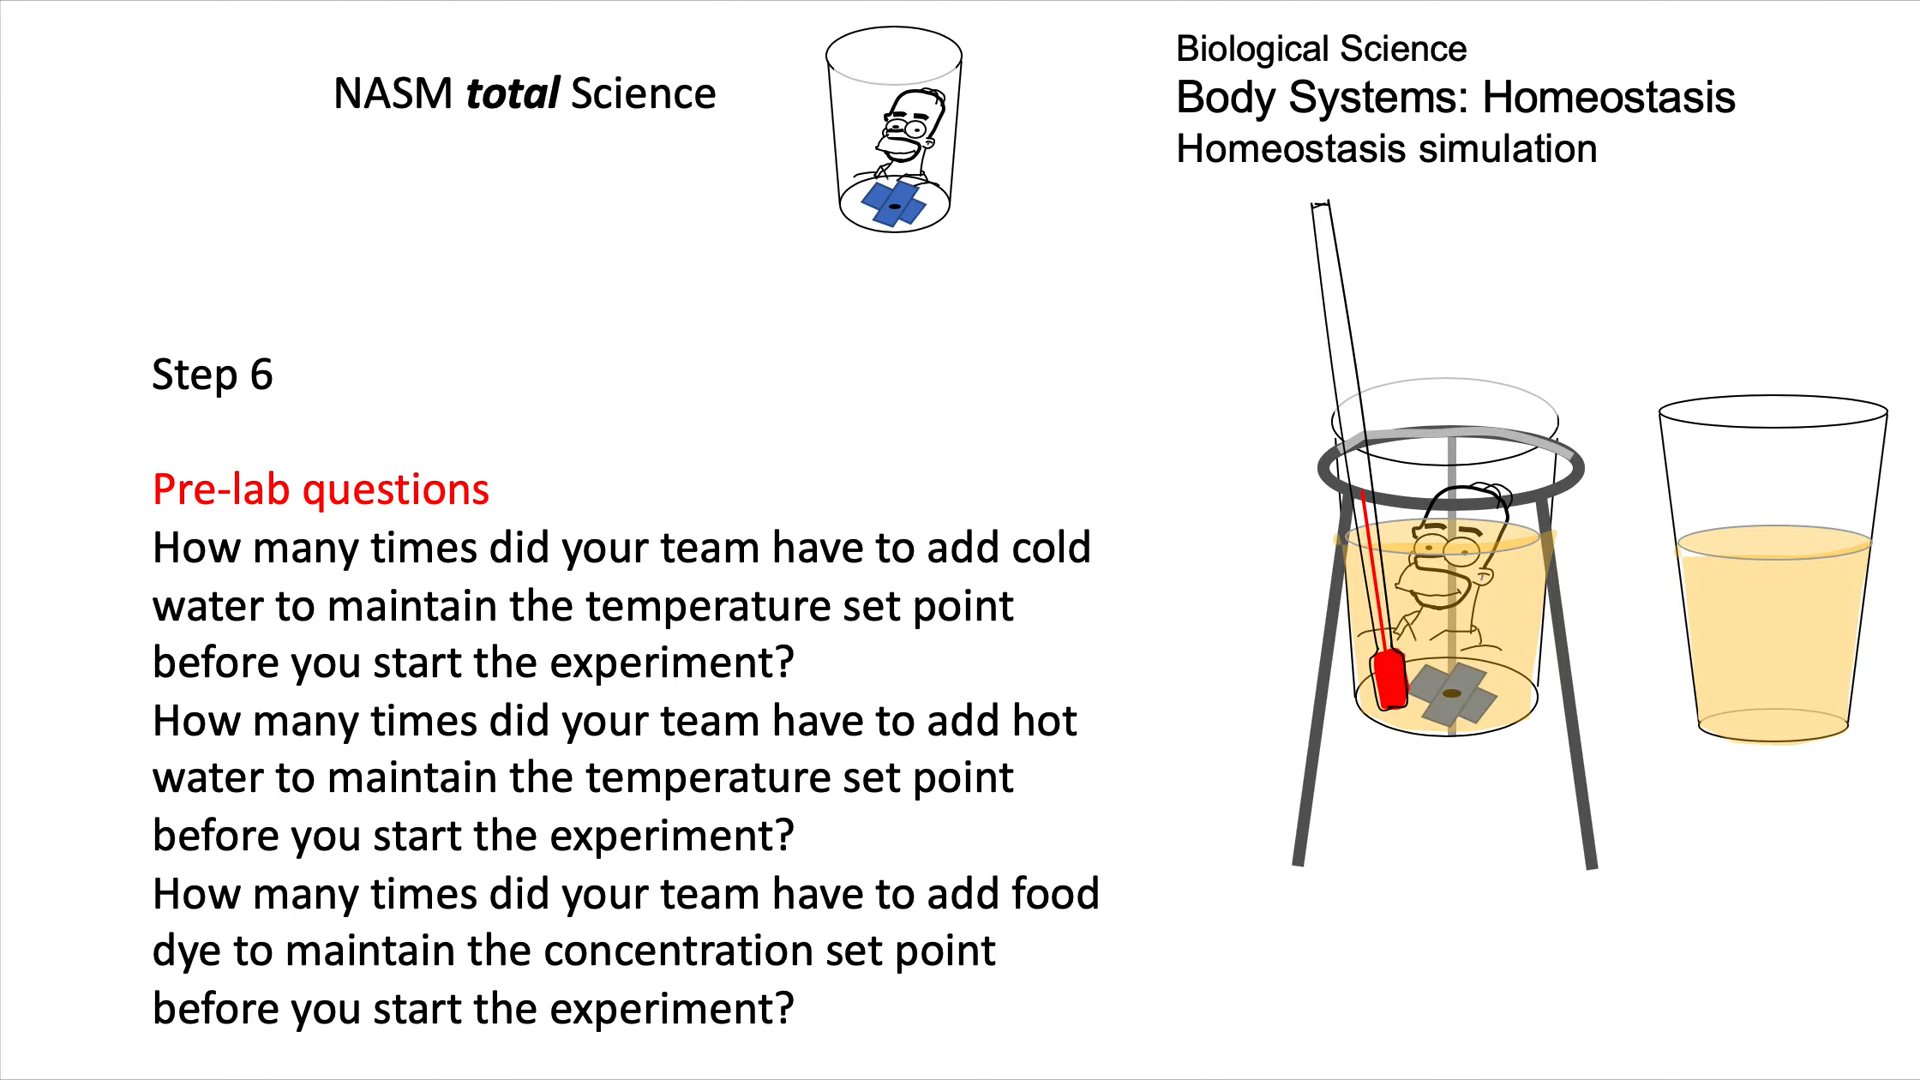 NASM total Science
Biological Science
Body Systems: Homeostasis
Homeostasis simulation
Step 6
Pre-lab questions
How many times did your team have to add cold
water to maintain the temperature set point
before you start the experiment?
How many times did your team have to add hot
water to maintain the temperature set point
before you start the experiment?
How many times did your team have to add food
dye to maintain the concentration set point
before you start the experiment?